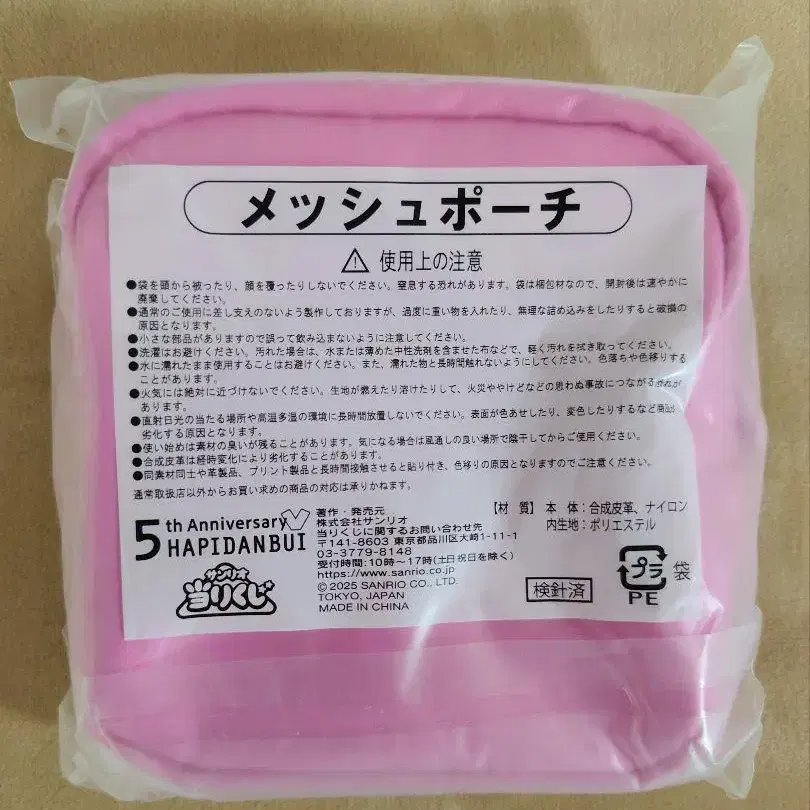 メッシュポーチ
⚠ 使用上の注意
●袋を頭から被ったり、顔を覆ったりしないでください。窒息する恐れがあります。袋は梱包材なので、開封後は速やかに
廃棄してください。
●通常のご使用に差し支えのないよう製作しておりますが、過度に重い物を入れたり、無理な詰め込みをしたりすると破損の
原因となります。
●小さな部品がありますので誤って飲み込まないように注意してください。
●洗濯はお避けください。汚れた場合は、水または薄めた中性洗剤を含ませた布などで、軽く汚れを拭き取ってください。
●水に濡れたまま使用することはお避けください。また、濡れた物と長時間触れないようにしてください。色落ちや色移りする
ことがあります。
●火気には絶対に近づけないでください。生地が燃えたり溶けたりして、火災ややけどなどの思わぬ事故につながる恐れが
あります。
●直射日光の当たる場所や高温多湿の環境に長時間放置しないでください。表面が色あせしたり、変色したりするなど商品
劣化する原因となります。
●使い始めは素材の臭いが残ることがあります。気になる場合は風通しの良い場所で陰干ししてからご使用ください。
●合成皮革は経時変化により劣化することがあります。
●同素材同士や革製品、プリント製品と長時間接触させると貼り付き、色移りの原因となりますのでご注意ください。
通常取扱店以外からお買い求めの商品の対応は承りかねます。
5th Anniversary
HAPIDANBUI
サンリオ
当りくじ
著作・発売元
株式会社サンリオ
当りくじに関するお問い合わせ先
〒141-8603 東京都品川区大崎1-11-1
03-3779-8148
受付時間:10時〜17時(土日祝日を除く)
https://www.sanrio.co.jp
©2025 SANRIO CO., LTD.
TOKYO, JAPAN
MADE IN CHINA
【材 質】 本 体:合成皮革、ナイロン
内生地:ポリエステル
検針済
プラ 袋
PE